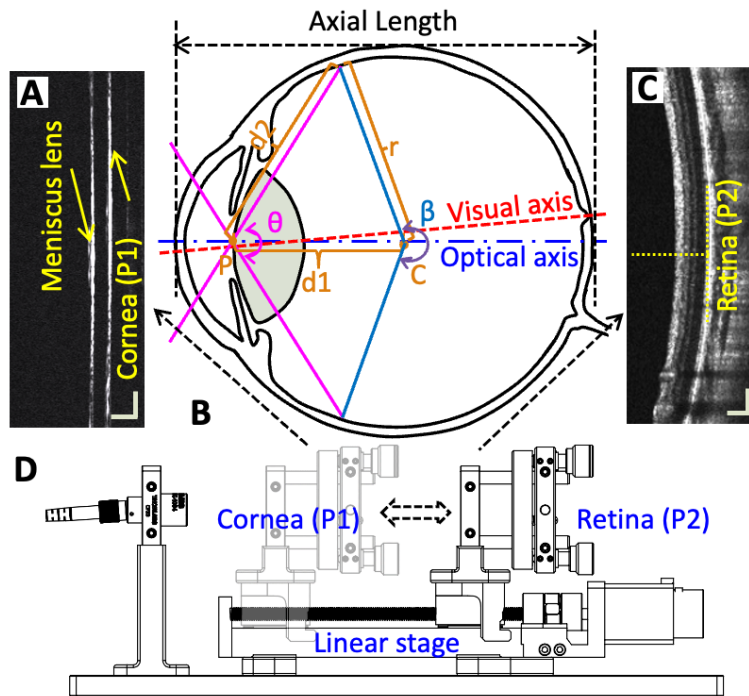 Axial Length
A
Meniscus lens
Cornea (P1)
d2
r
θ
β
Visual axis
P
Optical axis
d1
C
B
C
Retina (P2)
D
Cornea (P1)
Retina (P2)
Linear stage